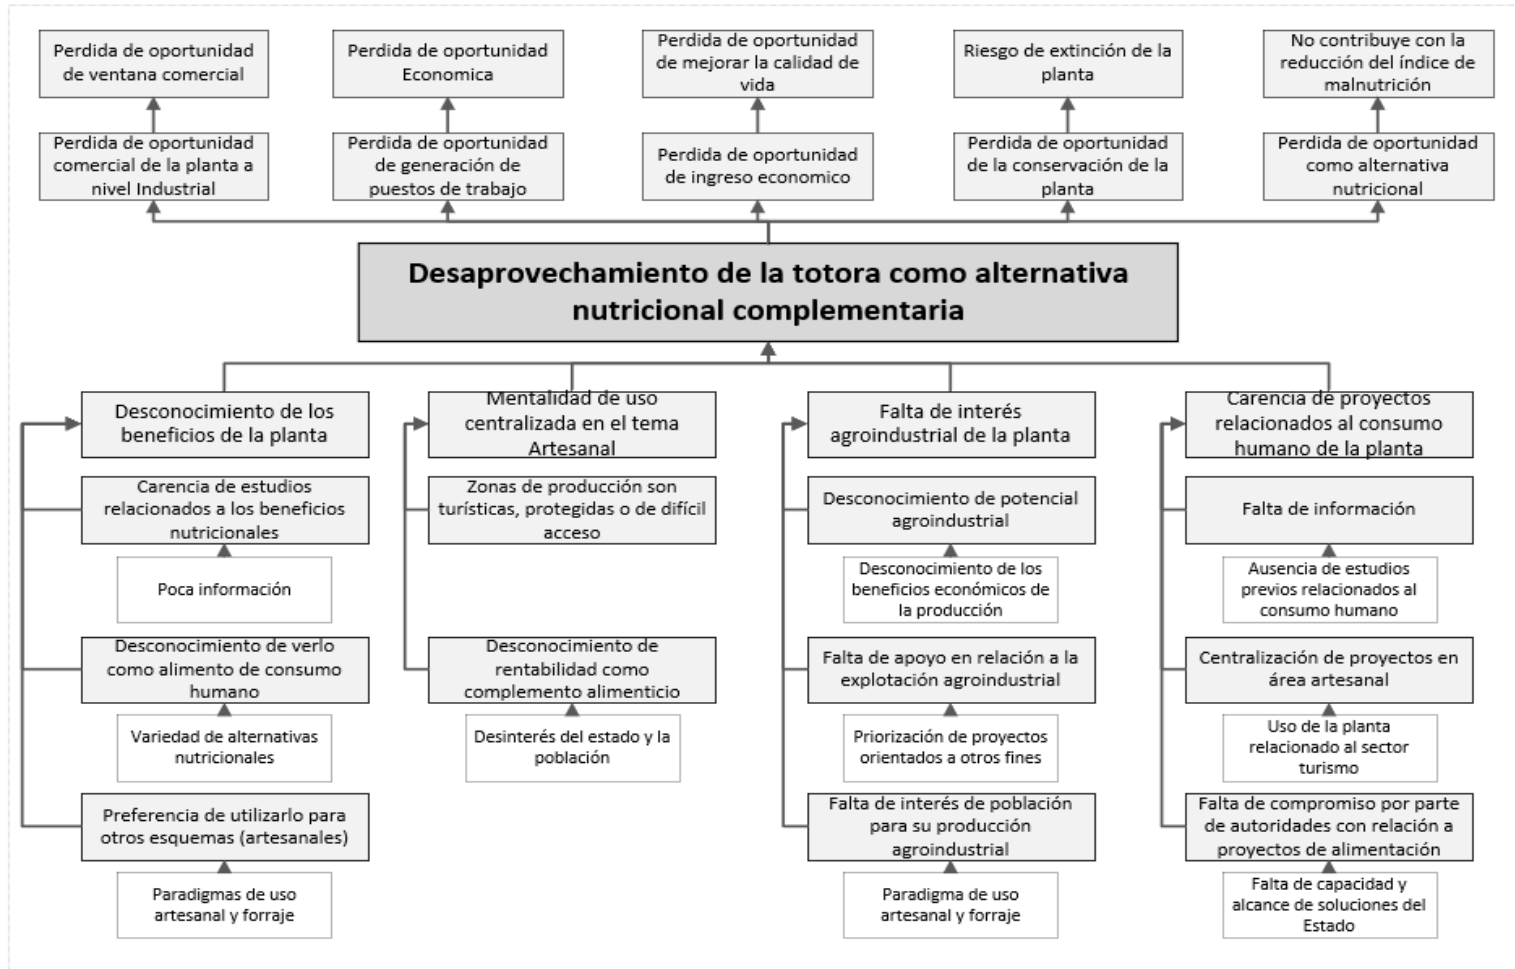 Perdida de oportunidad
de ventana comercial
Perdida de oportunidad
Economica
Perdida de oportunidad
de mejorar la calidad de
vida
Riesgo de extinción de la
planta
No contribuye con la
reducción del índice de
malnutrición
Perdida de oportunidad
comercial de la planta a
nivel Industrial
Perdida de oportunidad
de generación de
puestos de trabajo
Perdida de oportunidad
de ingreso economico
Perdida de oportunidad
de la conservación de la
planta
Perdida de oportunidad
como alternativa
nutricional
Desaprovechamiento de la totora como alternativa
nutricional complementaria
Desconocimiento de los
beneficios de la planta
Carencia de estudios
relacionados a los beneficios
nutricionales
Poca información
Desconocimiento de verlo
como alimento de consumo
humano
Variedad de alternativas
nutricionales
Preferencia de utilizarlo para
otros esquemas (artesanales)
Paradigmas de uso
artesanal y forraje
Mentalidad de uso
centralizada en el tema
Artesanal
Zonas de producción son
turísticas, protegidas o de difícil
acceso
Desconocimiento de
rentabilidad como
complemento alimenticio
Desinterés del estado y la
población
Falta de interés
agroindustrial de la planta
Desconocimiento de potencial
agroindustrial
Desconocimiento de los
beneficios económicos de
la producción
Falta de apoyo en relación a la
explotación agroindustrial
Priorización de proyectos
orientados a otros fines
Falta de interés de población
para su producción
agroindustrial
Paradigma de uso
artesanal y forraje
Carencia de proyectos
relacionados al consumo
humano de la planta
Falta de información
Ausencia de estudios
previos relacionados al
consumo humano
Centralización de proyectos en
área artesanal
Uso de la planta
relacionado al sector
turismo
Falta de compromiso por parte
de autoridades con relación a
proyectos de alimentación
Falta de capacidad y
alcance de soluciones del
Estado